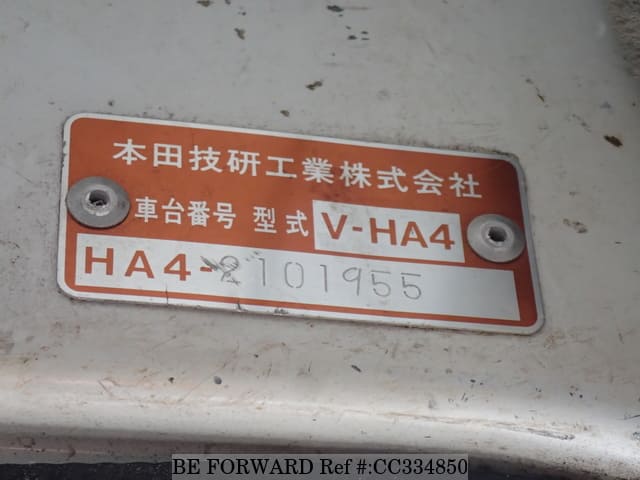 本田技研工業株式会社
車台番号 型式 V-HA4
HA4-2101955
BE FORWARD Ref #:CC334850